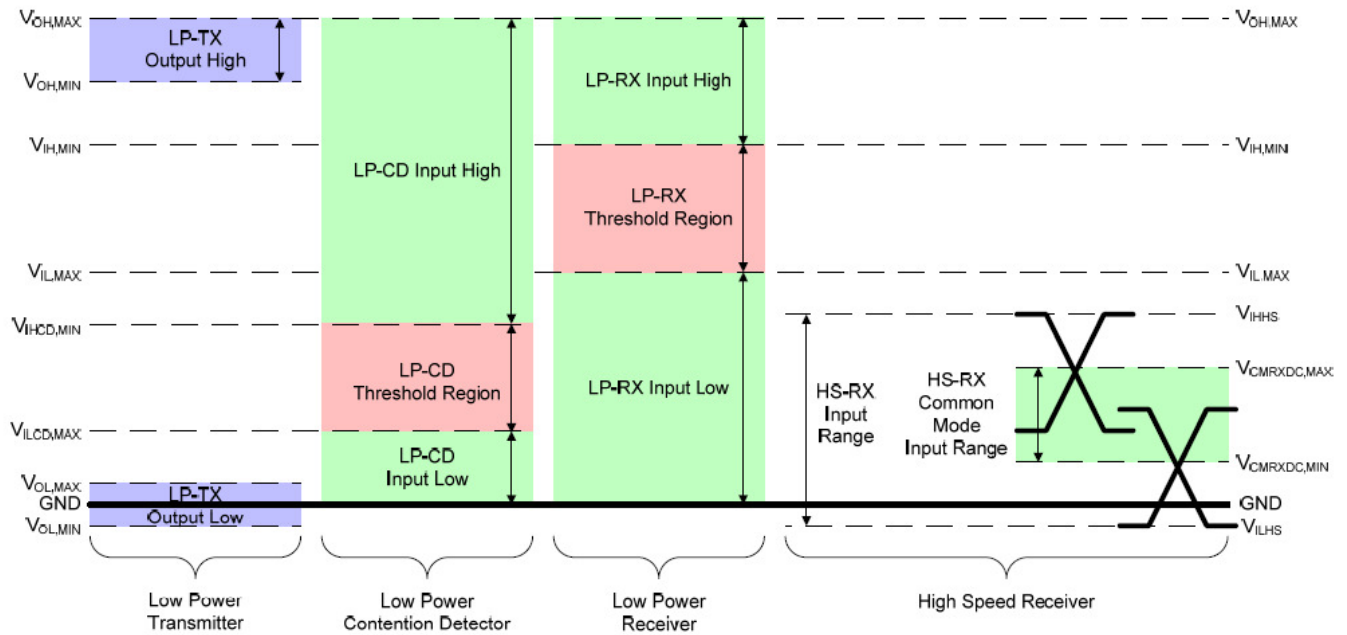 VOH,MAX
LP-TX
Output High
VOH,MIN
VIH,MIN
VIL,MAX
VIHCD,MIN
VILCD,MAX
VOL,MAX
GND
VOL,MIN
LP-TX
Output Low
LP-CD Input High
LP-CD
Threshold Region
LP-CD
Input Low
LP-RX Input High
LP-RX
Threshold Region
LP-RX Input Low
HS-RX
Input
Range
HS-RX
Common
Mode
Input Range
VOH,MAX
VIH,MIN
VIL,MAX
VIHHS
VCMRXDC,MAX
VCMRXDC,MIN
GND
VILHS
Low Power
Transmitter
Low Power
Contention Detector
Low Power
Receiver
High Speed Receiver